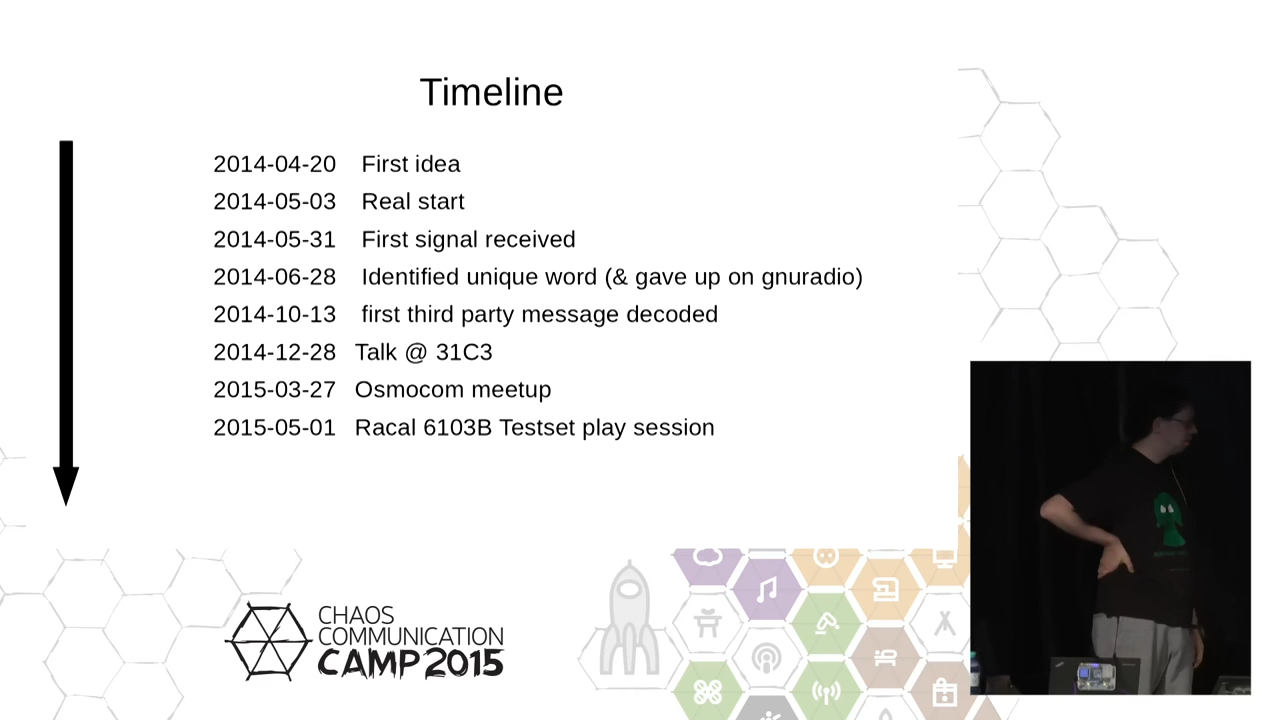 Timeline
2014-04-20 First idea
2014-05-03 Real start
2014-05-31 First signal received
2014-06-28 Identified unique word (& gave up on gnuradio)
2014-10-13 first third party message decoded
2014-12-28 Talk @ 31C3
2015-03-27 Osmocom meetup
2015-05-01 Racal 6103B Testset play session
CHAOS
COMMUNICATION
CAMP 2015